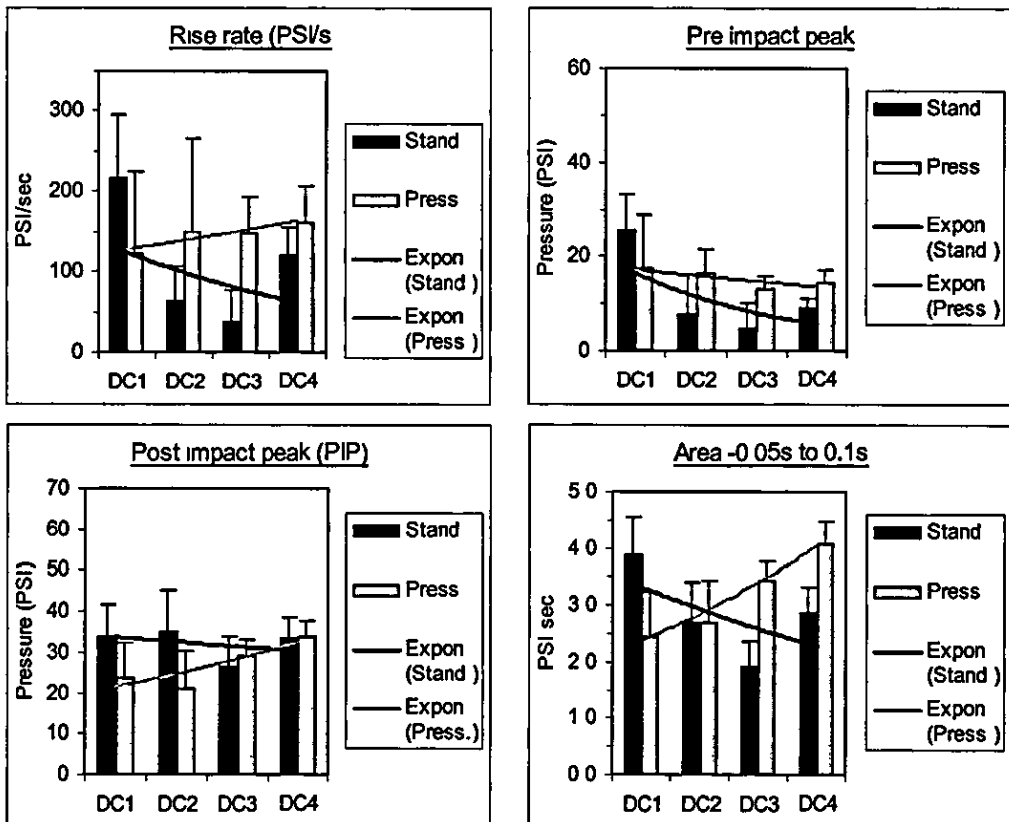 Rise rate (PSI/s
PSI/sec
300
200
100
0
DC1 DC2 DC3 DC4
Stand
Press
Expon
(Stand )
Expon
(Press )
Pre impact peak
Pressure (PSI)
60
40
20
0
DC1 DC2 DC3 DC4
Stand
Press
Expon
(Stand )
Expon
(Press )
Post impact peak (PIP)
Pressure (PSI)
70
60
50
40
30
20
10
0
DC1 DC2 DC3 DC4
Stand
Press
Expon
(Stand )
Expon
(Press.)
Area -0 05s to 0.1s
PSI sec
5 0
4 0
3 0
2 0
1 0
0 0
DC1 DC2 DC3 DC4
Stand
Press
Expon
(Stand )
Expon
(Press )